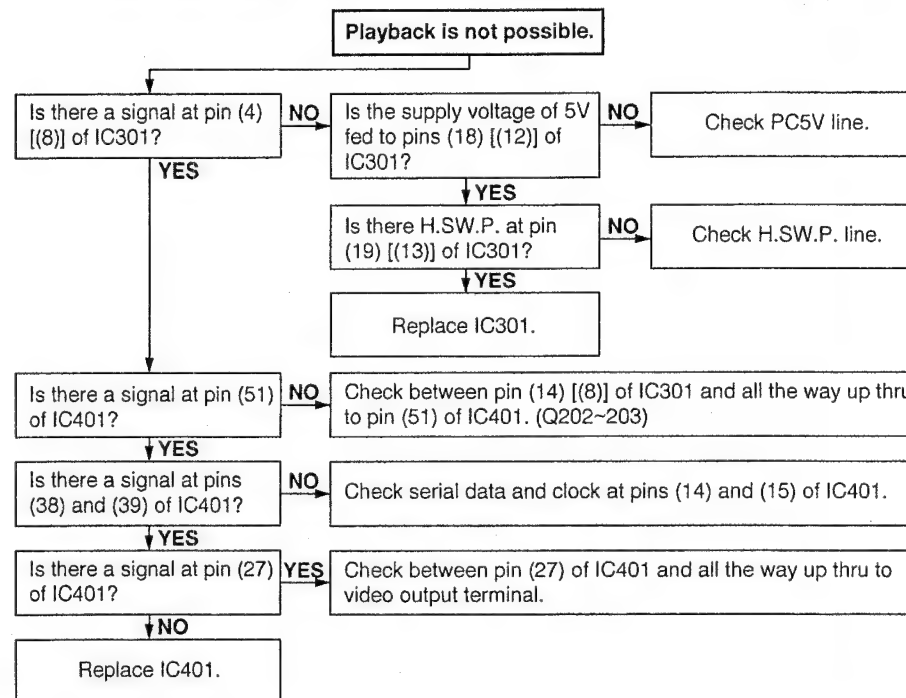 Playback is not possible.
Is there a signal at pin (4)
[(8)] of IC301?
NO
Is the supply voltage of 5V
fed to pins (18) [(12)] of
IC301?
NO
Check PC5V line.
YES
YES
Is there H.SW.P. at pin
(19) [(13)] of IC301?
NO
Check H.SW.P. line.
YES
Replace IC301.
Is there a signal at pin (51)
of IC401?
NO
Check between pin (14) [(8)] of IC301 and all the way up thru
to pin (51) of IC401. (Q202~203)
YES
Is there a signal at pins
(38) and (39) of IC401?
NO
Check serial data and clock at pins (14) and (15) of IC401.
YES
Is there a signal at pin (27)
of IC401?
YES
Check between pin (27) of IC401 and all the way up thru to
video output terminal.
NO
Replace IC401.